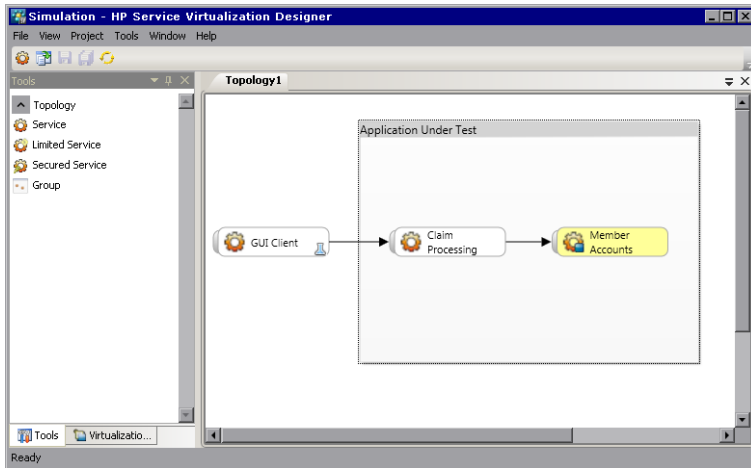 Simulation - HP Service Virtualization Designer
File View Project Tools Window Help
Tools
Topology
Service
Limited Service
Secured Service
Group
Topology1
Application Under Test
GUI Client
Claim
Processing
Member
Accounts
Tools
Virtualizatio...
Ready